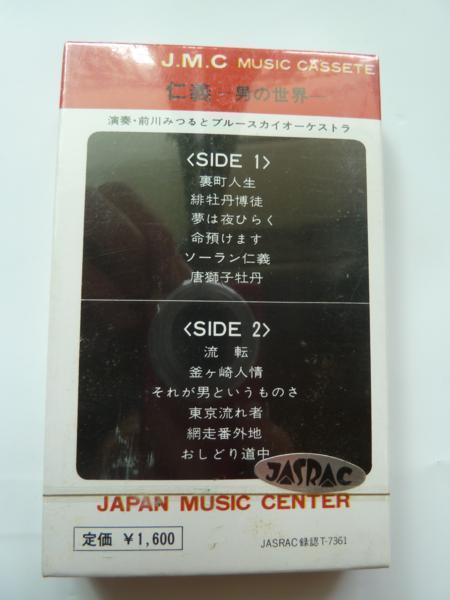 J.M.C MUSIC CASSETE
仁義—男の世界—
演奏・前川みつるとブルースカイオーケストラ
〈SIDE 1〉
裏町人生
緋牡丹博徒
夢は夜ひらく
命預けます
ソーラン仁義
唐獅子牡丹
〈SIDE 2〉
流 転
釜ヶ崎人情
それが男というものさ
東京流れ者
網走番外地
おしどり道中
JASRAC
JAPAN MUSIC CENTER
定価 ¥1,600
JASRAC録認T-7361